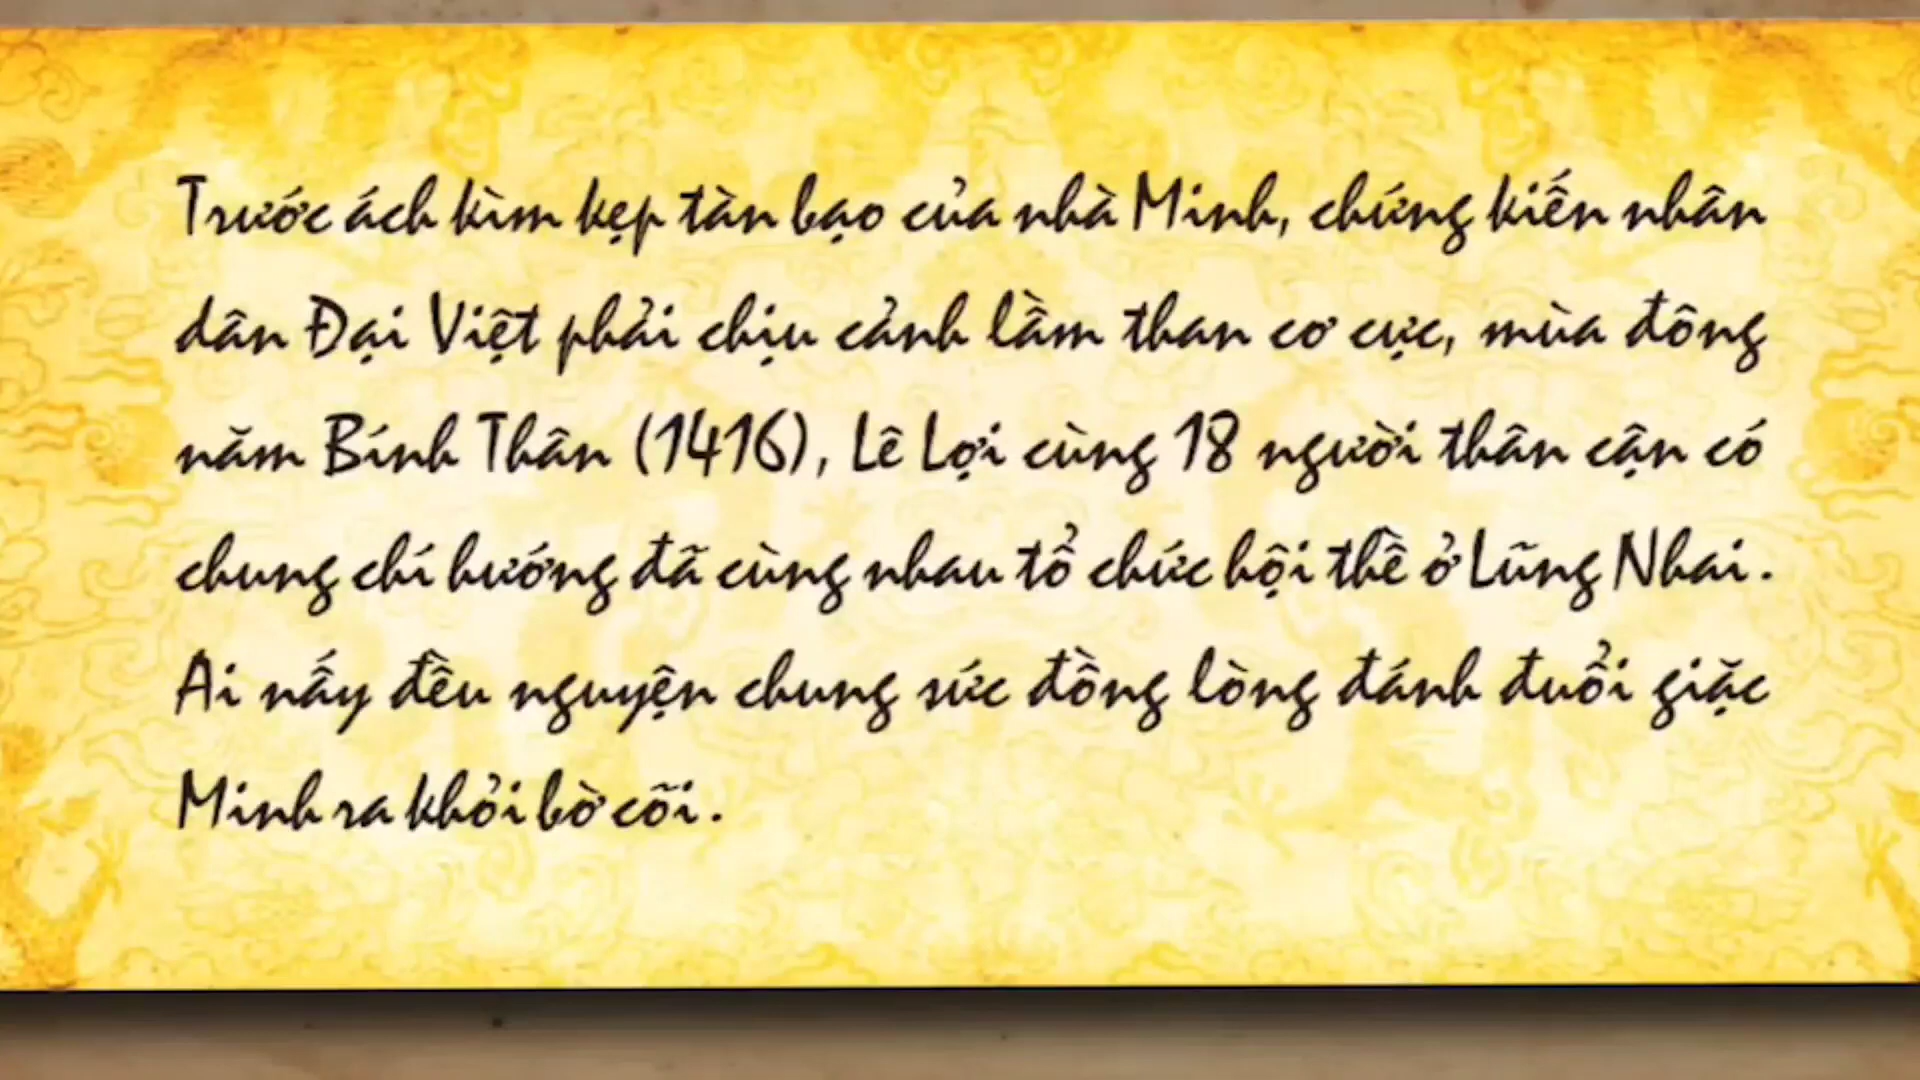 Trước ách kìm kẹp tàn bạo của nhà Minh, chứng kiến nhân
dân Đại Việt phải chịu cảnh lầm than cơ cực, mùa đông
năm Bính Thân (1416), Lê Lợi cùng 18 người thân cận có
chung chí hướng đã cùng nhau tổ chức hội thề ở Lũng Nhai.
Ai nấy đều nguyện chung sức đồng lòng đánh đuổi giặc
Minh ra khỏi bờ cõi.